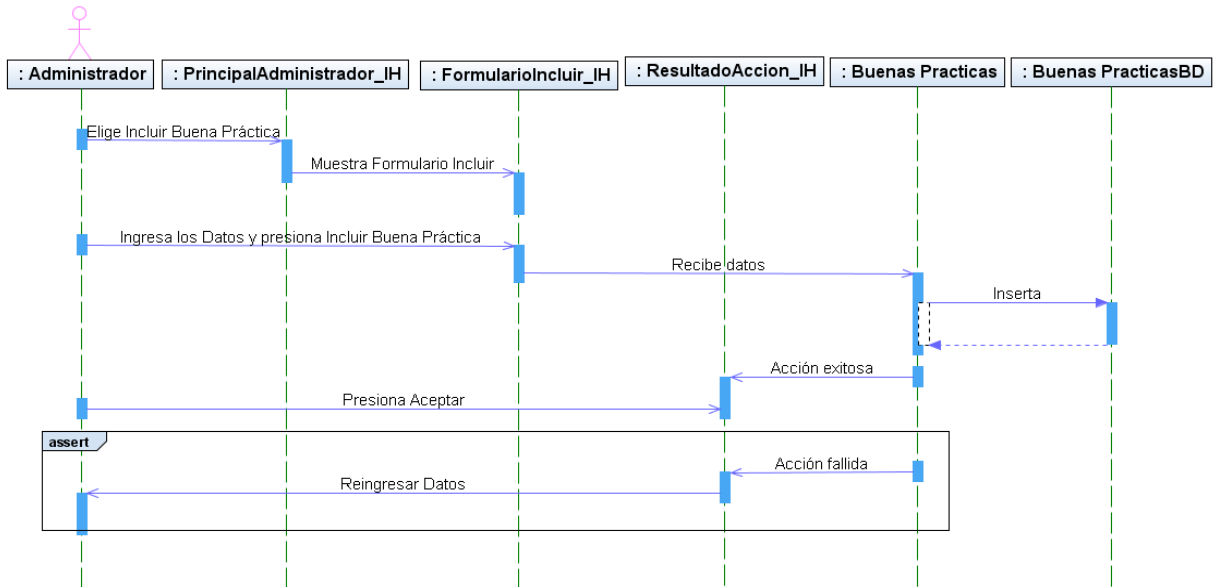 : Administrador
: PrincipalAdministrador_IH
: FormularioIncluir_IH
: ResultadoAccion_IH
: Buenas Practicas
: Buenas PracticasBD
Elige Incluir Buena Práctica
Muestra Formulario Incluir
Ingresa los Datos y presiona Incluir Buena Práctica
Recibe datos
Inserta
Acción exitosa
Presiona Aceptar
assert
Acción fallida
Reingresar Datos